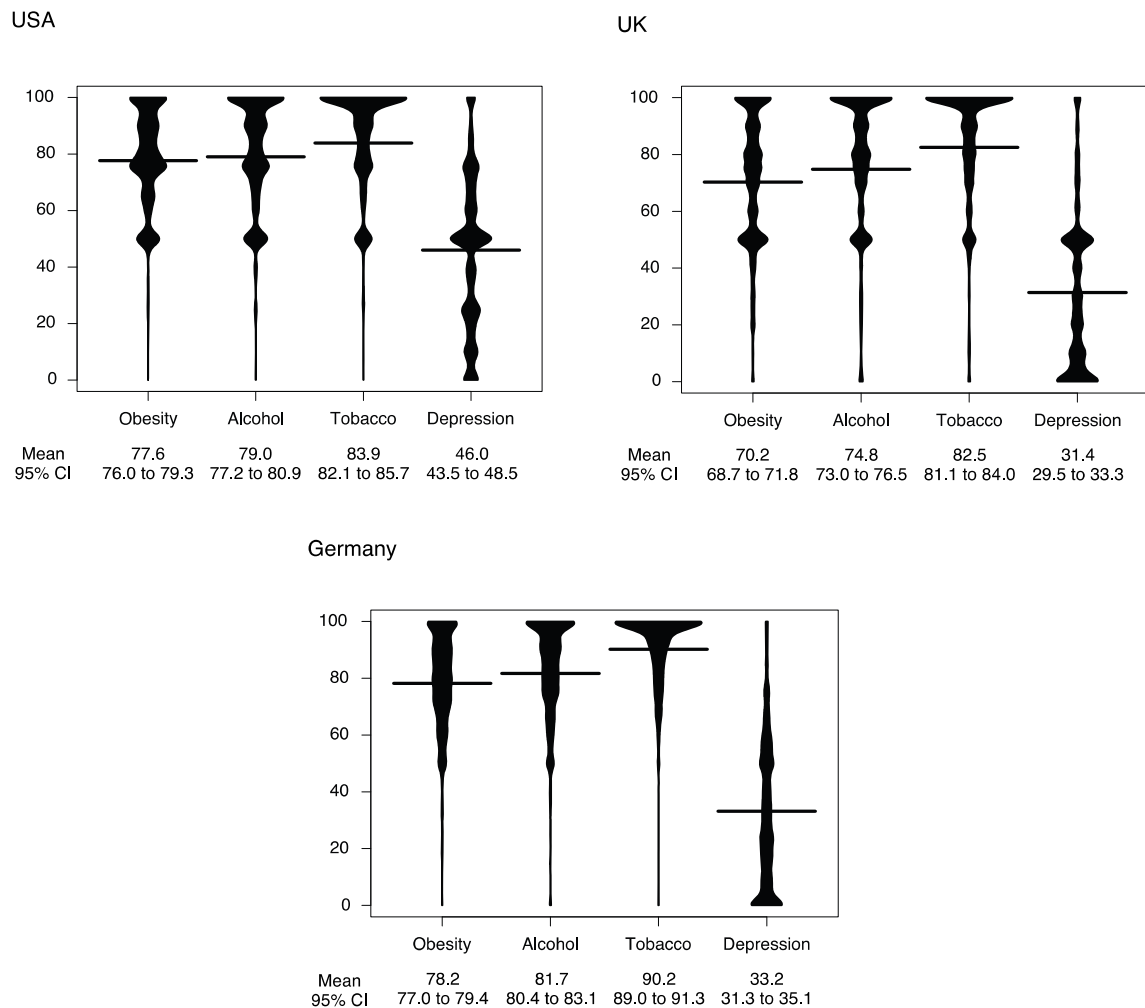 USA
100
80
60
40
20
0
Obesity Alcohol Tobacco Depression
Mean 77.6 79.0 83.9 46.0
95% CI 76.0 to 79.3 77.2 to 80.9 82.1 to 85.7 43.5 to 48.5
UK
100
80
60
40
20
0
Obesity Alcohol Tobacco Depression
Mean 70.2 74.8 82.5 31.4
95% CI 68.7 to 71.8 73.0 to 76.5 81.1 to 84.0 29.5 to 33.3
Germany
100
80
60
40
20
0
Obesity Alcohol Tobacco Depression
Mean 78.2 81.7 90.2 33.2
95% CI 77.0 to 79.4 80.4 to 83.1 89.0 to 91.3 31.3 to 35.1